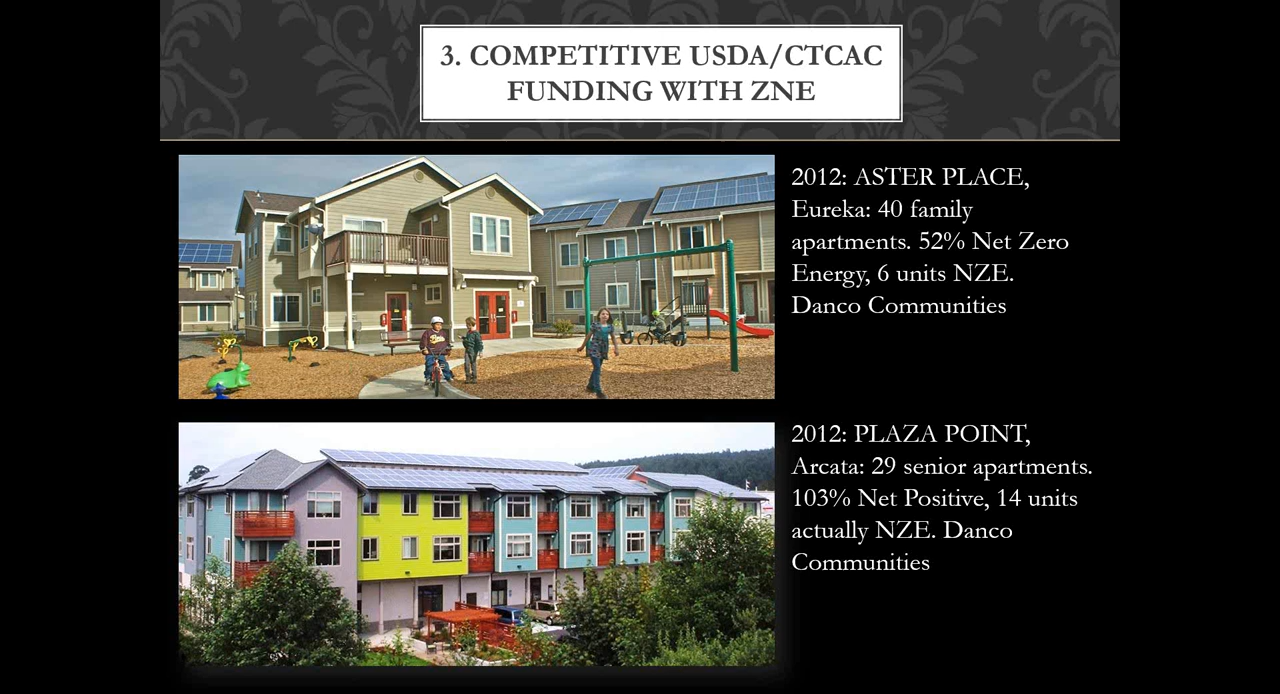 3. COMPETITIVE USDA/CTCAC
FUNDING WITH ZNE
2012: ASTER PLACE,
Eureka: 40 family
apartments. 52% Net Zero
Energy, 6 units NZE.
Danco Communities
2012: PLAZA POINT,
Arcata: 29 senior apartments.
103% Net Positive, 14 units
actually NZE. Danco
Communities